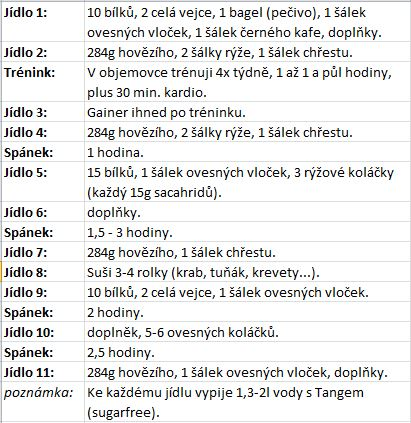 Jídlo 1: 10 bílků, 2 celá vejce, 1 bagel (pečivo), 1 šálek
ovesných vloček, 1 šálek černého kafe, doplňky.
Jídlo 2: 284g hovězího, 2 šálky rýže, 1 šálek chřestu.
Trénink: V objemovce trénuji 4x týdně, 1 až 1 a půl hodiny,
plus 30 min. kardio.
Jídlo 3: Gainer ihned po tréninku.
Jídlo 4: 284g hovězího, 2 šálky rýže, 1 šálek chřestu.
Spánek: 1 hodina.
Jídlo 5: 15 bílků, 1 šálek ovesných vloček, 3 rýžové koláčky
(každý 15g sacahridů).
Jídlo 6: doplňky.
Spánek: 1,5 - 3 hodiny.
Jídlo 7: 284g hovězího, 1 šálek chřestu.
Jídlo 8: Suši 3-4 rolky (krab, tuňák, krevety...).
Jídlo 9: 10 bílků, 2 celá vejce, 1 šálek ovesných vloček.
Spánek: 2 hodiny.
Jídlo 10: doplněk, 5-6 ovesných koláčků.
Spánek: 2,5 hodiny.
Jídlo 11: 284g hovězího, 1 šálek ovesných vloček, doplňky.
poznámka: Ke každému jídlu vypije 1,3-2l vody s Tangem
(sugarfree).